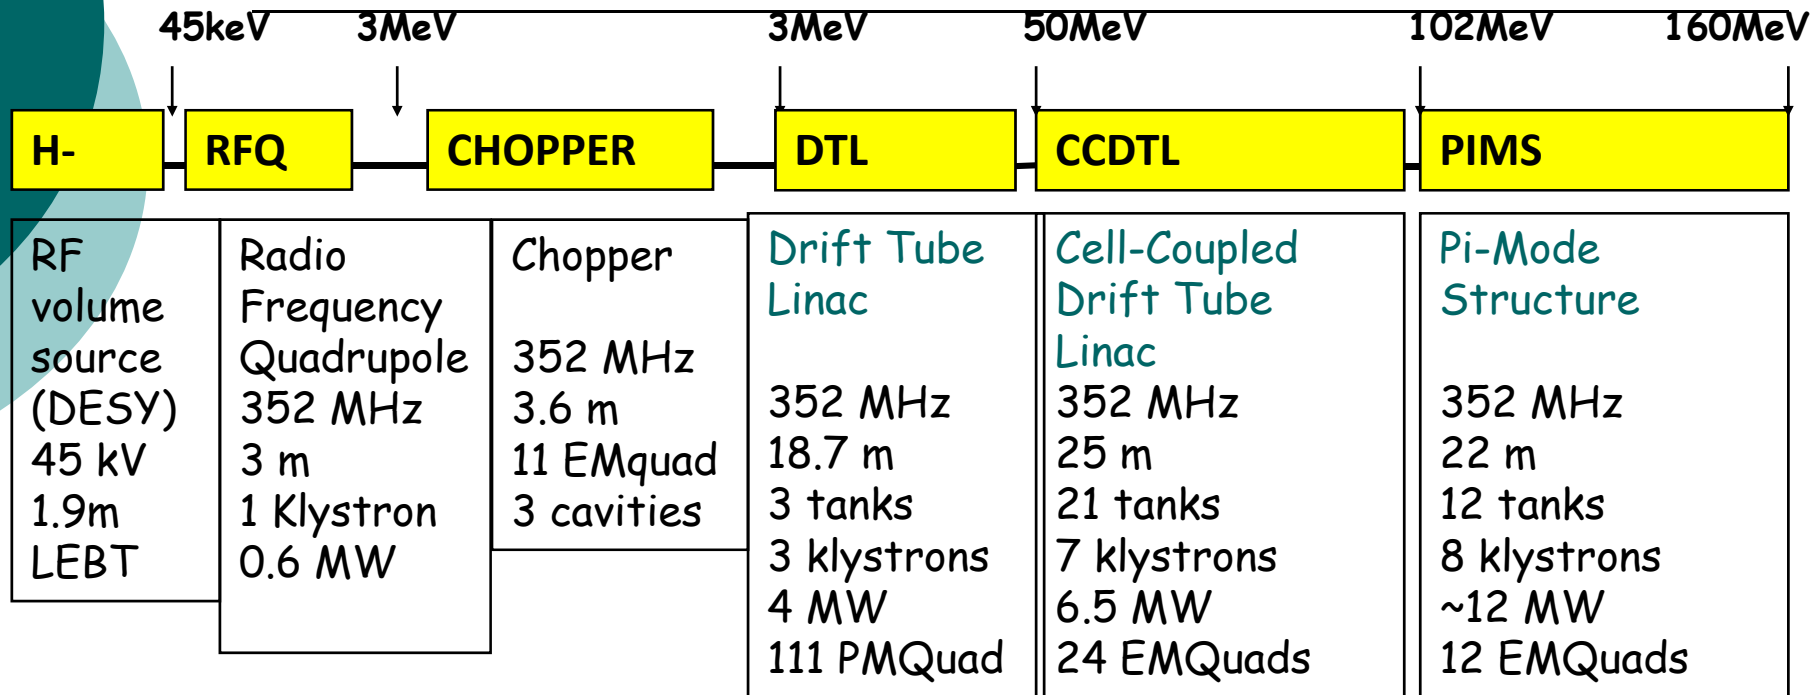 45keV 3MeV 3MeV 50MeV 102MeV 160MeV
H- RFQ CHOPPER DTL CCDTL PIMS
RF
volume
source
(DESY)
45 kV
1.9m
LEBT
Radio
Frequency
Quadrupole
352 MHz
3 m
1 Klystron
0.6 MW
Chopper
352 MHz
3.6 m
11 EMquad
3 cavities
Drift Tube
Linac
352 MHz
18.7 m
3 tanks
3 klystrons
4 MW
111 PMQuad
Cell-Coupled
Drift Tube
Linac
352 MHz
25 m
21 tanks
7 klystrons
6.5 MW
24 EMQuads
Pi-Mode
Structure
352 MHz
22 m
12 tanks
8 klystrons
~12 MW
12 EMQuads